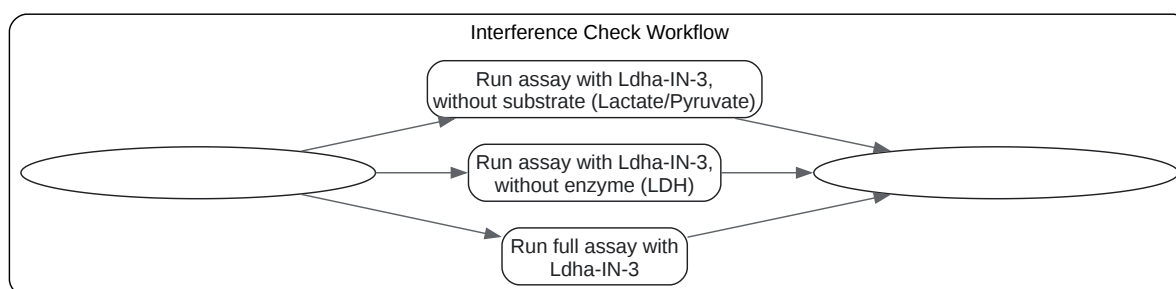 Interference Check Workflow
Run assay with Ldha-IN-3,
without substrate (Lactate/Pyruvate)
Run assay with Ldha-IN-3,
without enzyme (LDH)
Run full assay with
Ldha-IN-3